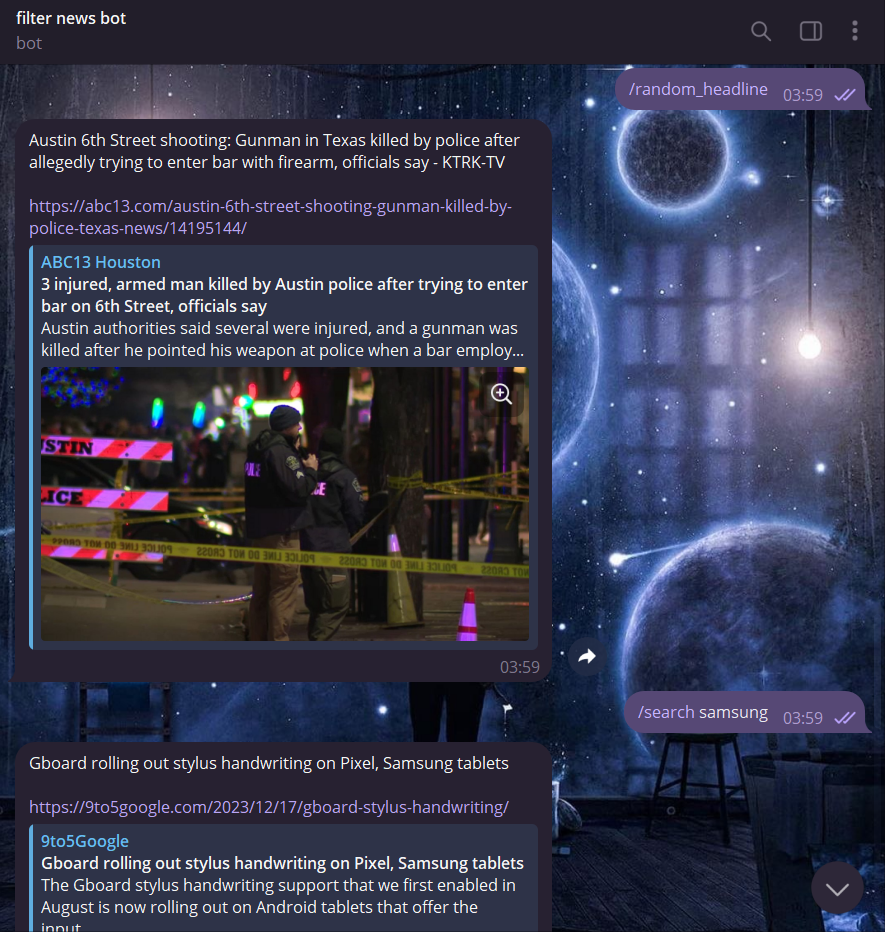 filter news bot
bot
/random_headline 03:59
Austin 6th Street shooting: Gunman in Texas killed by police after
allegedly trying to enter bar with firearm, officials say - KTRK-TV
https://abc13.com/austin-6th-street-shooting-gunman-killed-by-
police-texas-news/14195144/
ABC13 Houston
3 injured, armed man killed by Austin police after trying to enter
bar on 6th Street, officials say
Austin authorities said several were injured, and a gunman was
killed after he pointed his weapon at police when a bar employ...
STIN
ICE
POLICE LINE DO NOT CROSS POLICE LINE DO NOT CROSS
03:59
/search samsung 03:59
Gboard rolling out stylus handwriting on Pixel, Samsung tablets
https://9to5google.com/2023/12/17/gboard-stylus-handwriting/
9to5Google
Gboard rolling out stylus handwriting on Pixel, Samsung tablets
The Gboard stylus handwriting support that we first enabled in
August is now rolling out on Android tablets that offer the
input